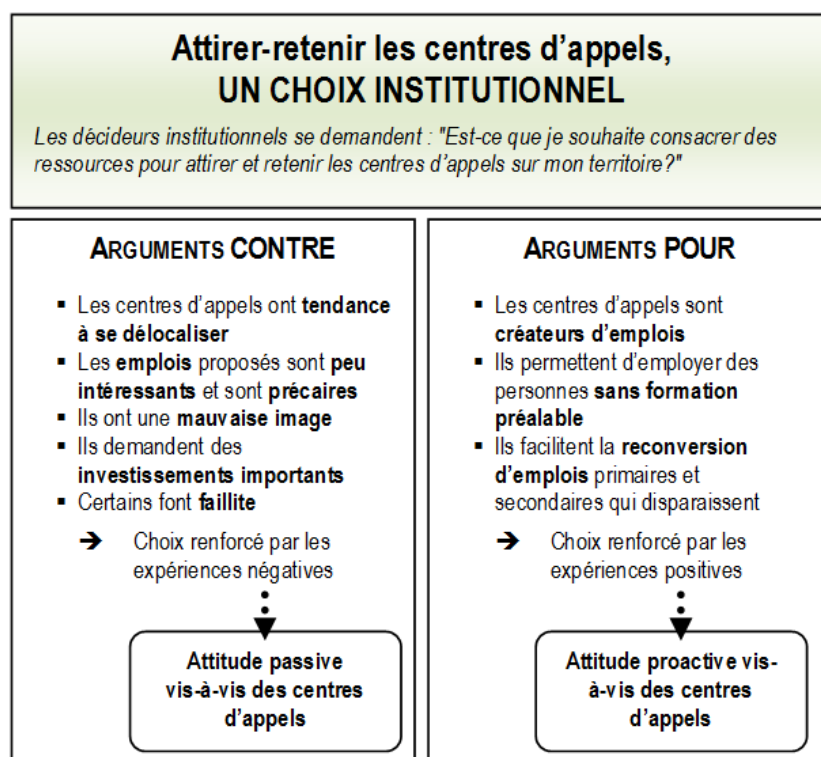 Attirer-retenir les centres d'appels,
UN CHOIX INSTITUTIONNEL
Les décideurs institutionnels se demandent : "Est-ce que je souhaite consacrer des
ressources pour attirer et retenir les centres d'appels sur mon territoire?"
ARGUMENTS CONTRE
▪ Les centres d'appels ont tendance
à se délocaliser
▪ Les emplois proposés sont peu
intéressants et sont précaires
▪ Ils ont une mauvaise image
▪ Ils demandent des
investissements importants
▪ Certains font faillite
➔ Choix renforcé par les
expériences négatives
Attitude passive
vis-à-vis des centres
d'appels
ARGUMENTS POUR
▪ Les centres d'appels sont
créateurs d'emplois
▪ Ils permettent d'employer des
personnes sans formation
préalable
▪ Ils facilitent la reconversion
d'emplois primaires et
secondaires qui disparaissent
➔ Choix renforcé par les
expériences positives
Attitude proactive vis-
à-vis des centres
d'appels